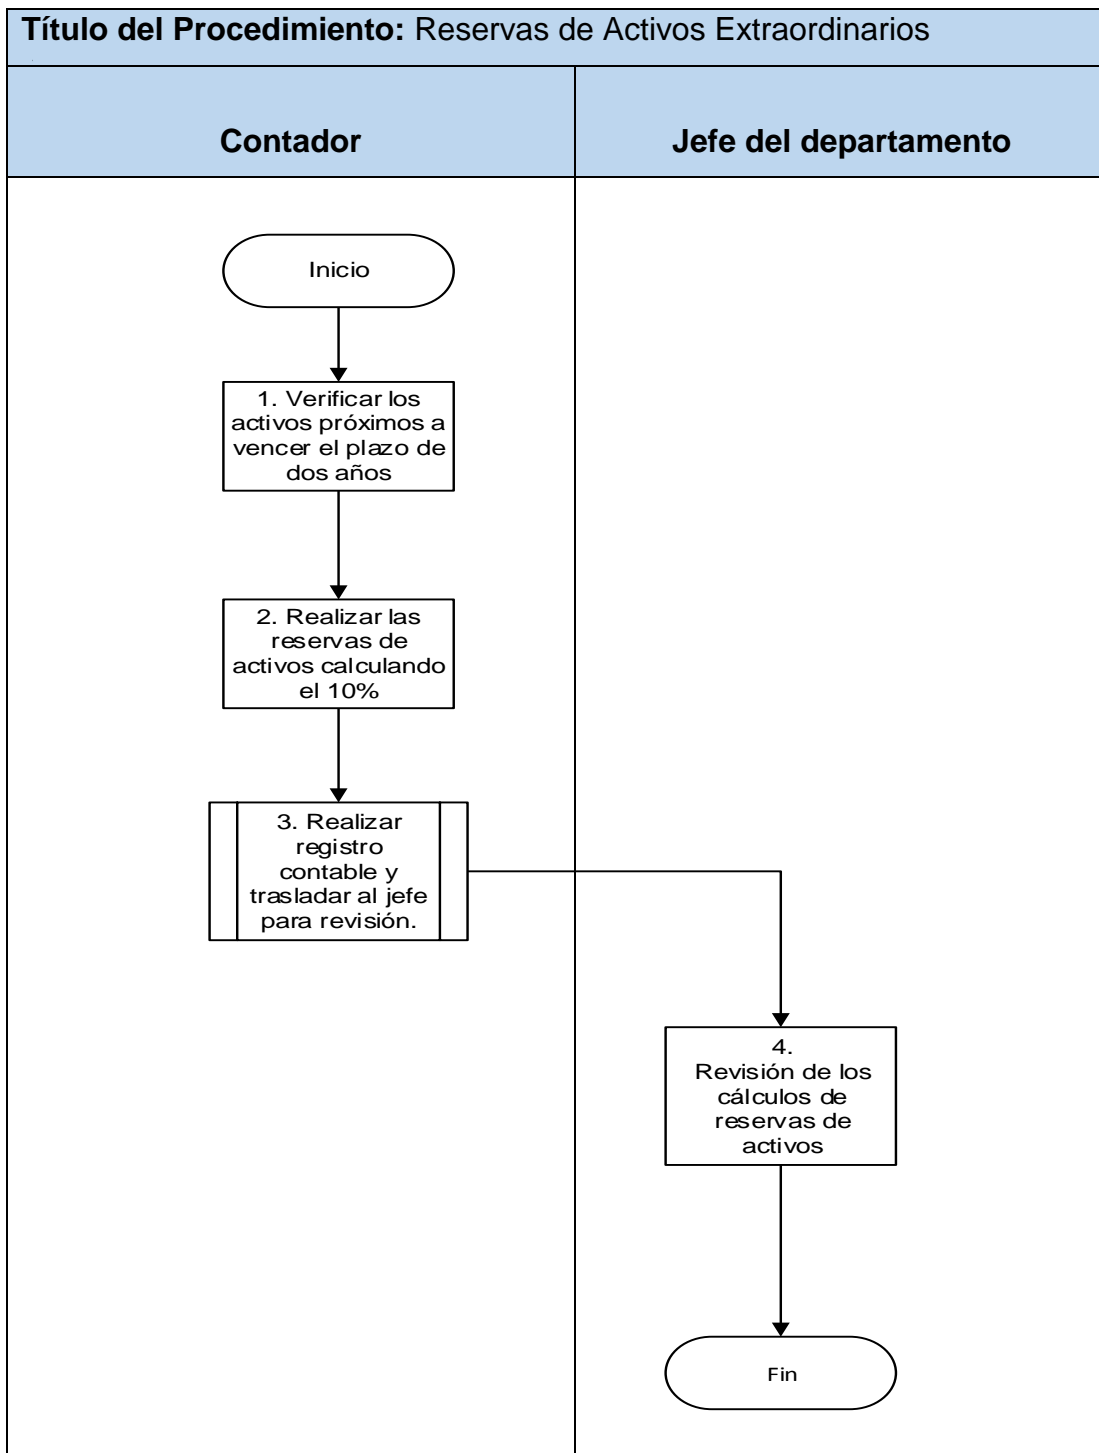 Título del Procedimiento: Reservas de Activos Extraordinarios
Contador
Jefe del departamento
Inicio
1. Verificar los
activos próximos a
vencer el plazo de
dos años
2. Realizar las
reservas de
activos calculando
el 10%
3. Realizar
registro
contable y
trasladar al jefe
para revisión.
4.
Revisión de los
cálculos de
reservas de
activos
Fin